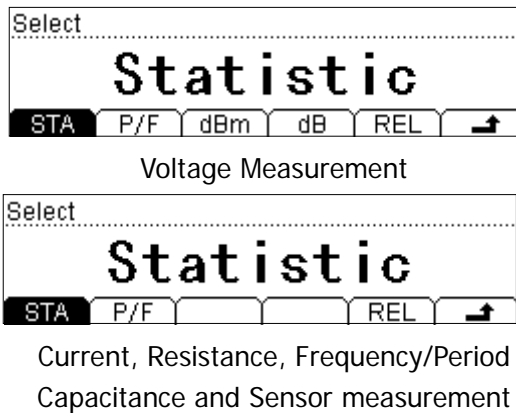 Select
Statistic
STA P/F dBm dB REL
Voltage Measurement
Select
Statistic
STA P/F REL
Current, Resistance, Frequency/Period
Capacitance and Sensor measurement